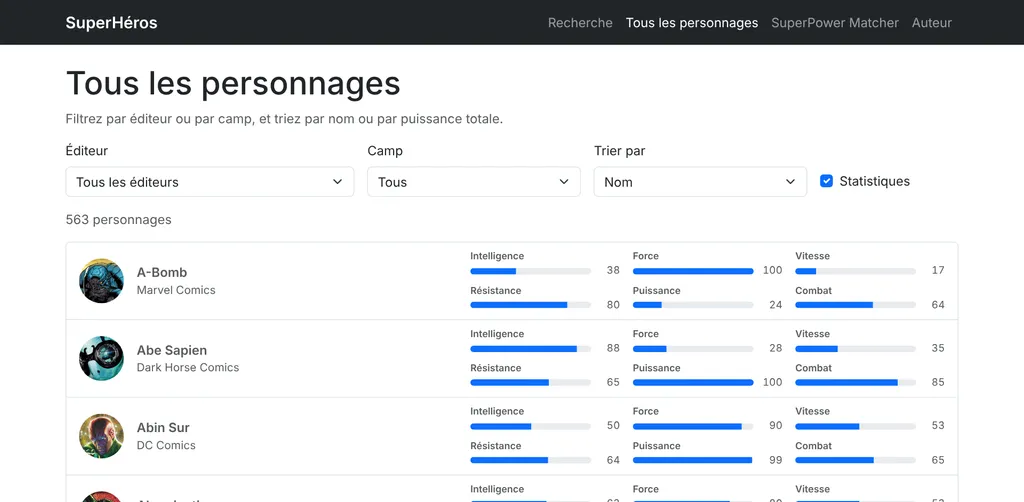 SuperHéros
Recherche Tous les personnages SuperPower Matcher Auteur
Tous les personnages
Filtrez par éditeur ou par camp, et triez par nom ou par puissance totale.
Éditeur Camp Trier par
Tous les éditeurs Tous Nom Statistiques
563 personnages
A-Bomb
Marvel Comics
Intelligence 38 Force 100 Vitesse 17
Résistance 80 Puissance 24 Combat 64
Abe Sapien
Dark Horse Comics
Intelligence 88 Force 28 Vitesse 35
Résistance 65 Puissance 100 Combat 85
Abin Sur
DC Comics
Intelligence 50 Force 90 Vitesse 53
Résistance 64 Puissance 99 Combat 65
Intelligence Force Vitesse